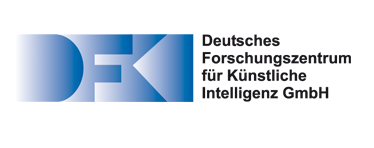 DFKI
Deutsches
Forschungszentrum
für Künstliche
Intelligenz GmbH